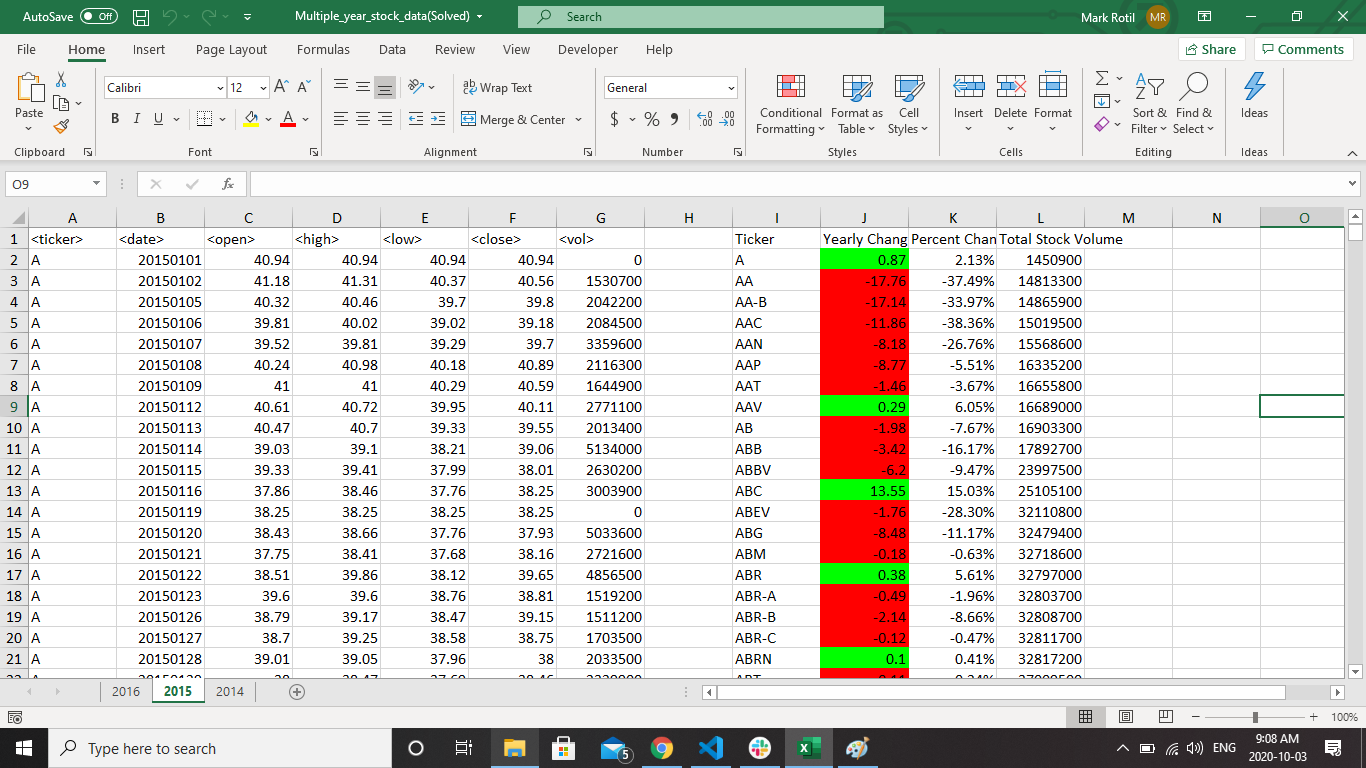 AutoSave Off Multiple_year_stock_data(Solved) Search Mark Rotil MR
File Home Insert Page Layout Formulas Data Review View Developer Help Share Comments
Calibri 12 ab Wrap Text General
Paste B I U A Merge & Center $ % Conditional Formatting Format as Table Cell Styles Insert Delete Format Sort & Filter Find & Select Ideas
Clipboard Font Alignment Number Styles Cells Editing Ideas
O9 fx
A B C D E F G H I J K L M N O
1 <ticker> <date> <open> <high> <low> <close> <vol> Ticker Yearly Chang Percent Chan Total Stock Volume
2 A 20150101 40.94 40.94 40.94 40.94 0 A 0.87 2.13% 1450900
3 A 20150102 41.18 41.31 40.37 40.56 1530700 AA -17.76 -37.49% 14813300
4 A 20150105 40.32 40.46 39.7 39.8 2042200 AA-B -17.14 -33.97% 14865900
5 A 20150106 39.81 40.02 39.02 39.18 2084500 AAC -11.86 -38.36% 15019500
6 A 20150107 39.52 39.81 39.29 39.7 3359600 AAN -8.18 -26.76% 15568600
7 A 20150108 40.24 40.98 40.18 40.89 2116300 AAP -8.77 -5.51% 16335200
8 A 20150109 41 41 40.29 40.59 1644900 AAT -1.46 -3.67% 16655800
9 A 20150112 40.61 40.72 39.95 40.11 2771100 AAV 0.29 6.05% 16689000
10 A 20150113 40.47 40.7 39.33 39.55 2013400 AB -1.98 -7.67% 16903300
11 A 20150114 39.03 39.1 38.21 39.06 5134000 ABB -3.42 -16.17% 17892700
12 A 20150115 39.33 39.41 37.99 38.01 2630200 ABBV -6.2 -9.47% 23997500
13 A 20150116 37.86 38.46 37.76 38.25 3003900 ABC 13.55 15.03% 25105100
14 A 20150119 38.25 38.25 38.25 38.25 0 ABEV -1.76 -28.30% 32110800
15 A 20150120 38.43 38.66 37.76 37.93 5033600 ABG -8.48 -11.17% 32479400
16 A 20150121 37.75 38.41 37.68 38.16 2721600 ABM -0.18 -0.63% 32718600
17 A 20150122 38.51 39.86 38.12 39.65 4856500 ABR 0.38 5.61% 32797000
18 A 20150123 39.6 39.6 38.76 38.81 1519200 ABR-A -0.49 -1.96% 32803700
19 A 20150126 38.79 39.17 38.47 39.15 1511200 ABR-B -2.14 -8.66% 32808700
20 A 20150127 38.7 39.25 38.58 38.75 1703500 ABR-C -0.12 -0.47% 32811700
21 A 20150128 39.01 39.05 37.96 38 2033500 ABRN 0.1 0.41% 32817200
2016 2015 2014
100%
Type here to search 5 ENG 9:08 AM
2020-10-03